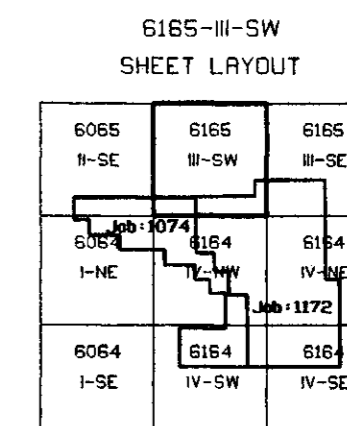 6165-III-SW
SHEET LAYOUT
6065 6165 6165
II-SE III-SW III-SE
Job:1074
6064 6164 6164
I-NE IV-NW IV-NE
Job:1172
6064 6164 6164
I-SE IV-SW IV-SE